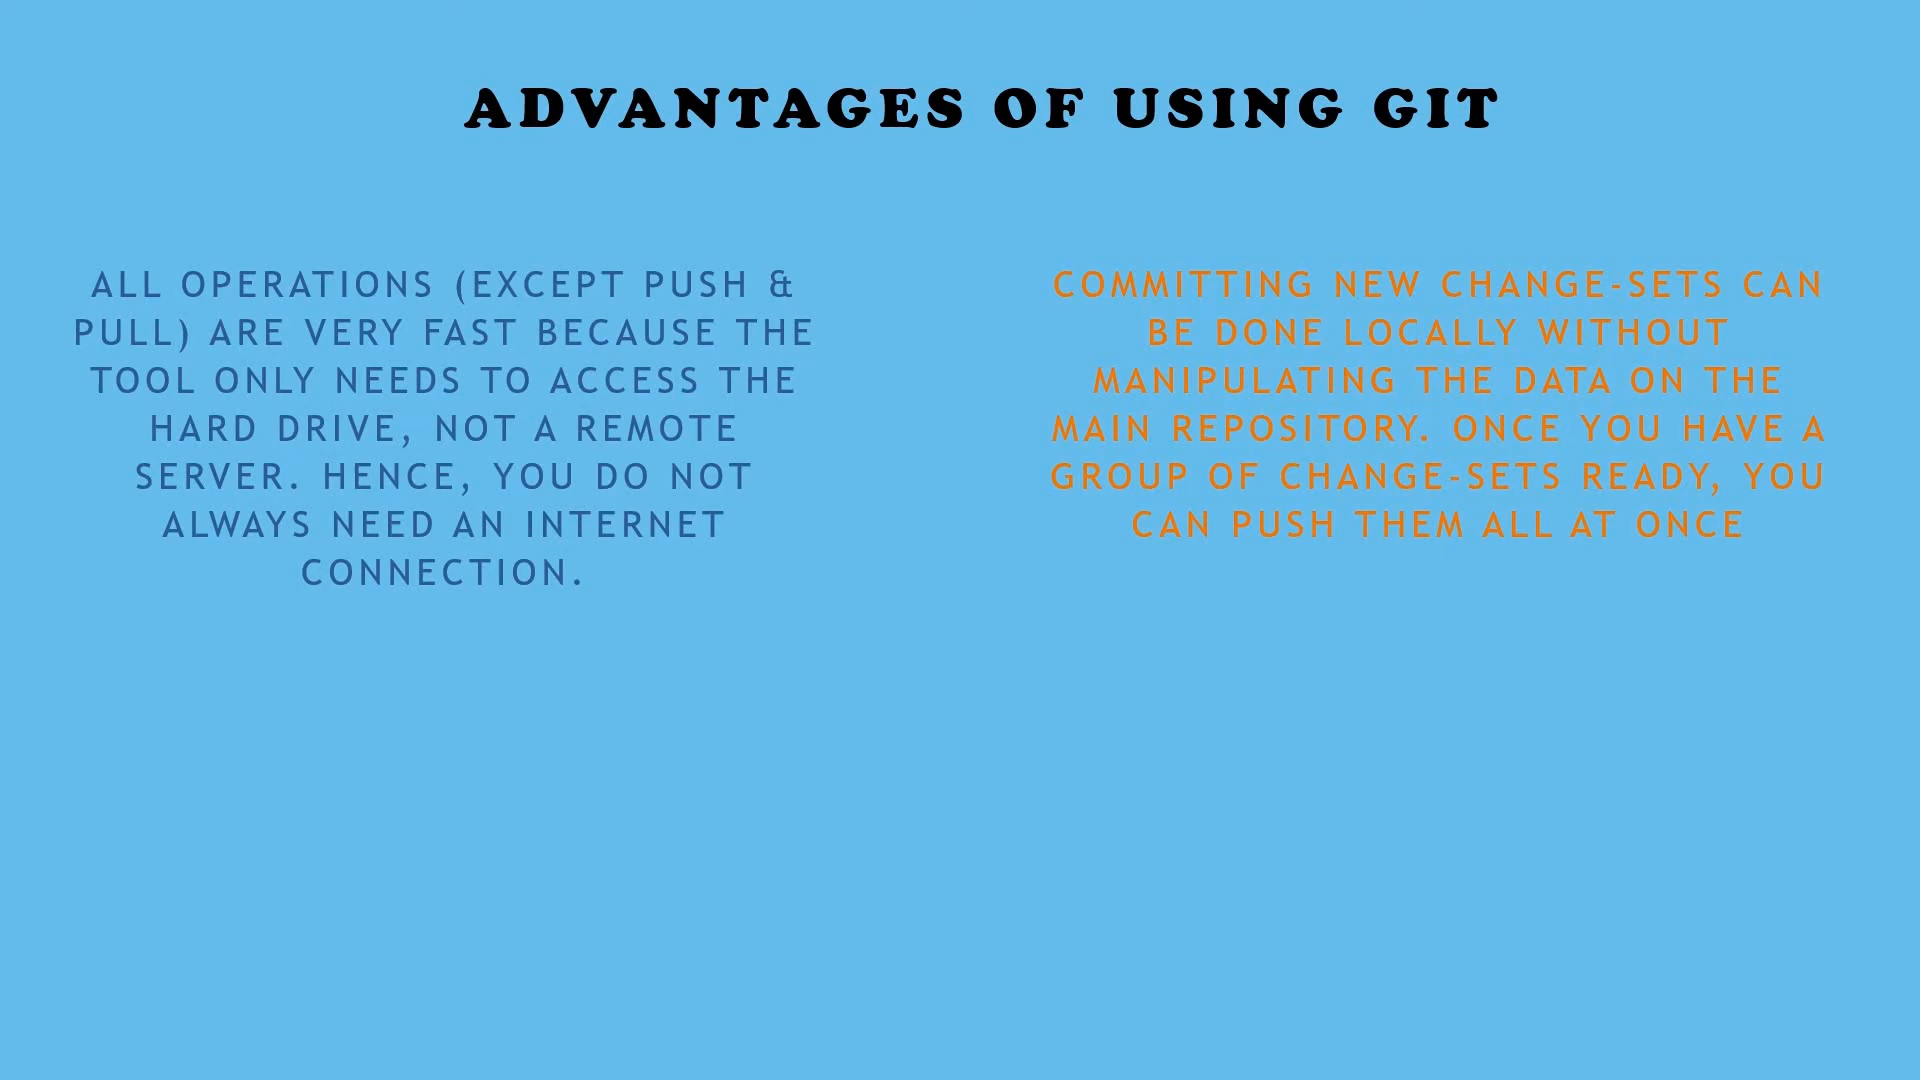 ADVANTAGES OF USING GIT
ALL OPERATIONS (EXCEPT PUSH &
PULL) ARE VERY FAST BECAUSE THE
TOOL ONLY NEEDS TO ACCESS THE
HARD DRIVE, NOT A REMOTE
SERVER. HENCE, YOU DO NOT
ALWAYS NEED AN INTERNET
CONNECTION.
COMMITTING NEW CHANGE-SETS CAN
BE DONE LOCALLY WITHOUT
MANIPULATING THE DATA ON THE
MAIN REPOSITORY. ONCE YOU HAVE A
GROUP OF CHANGE-SETS READY, YOU
CAN PUSH THEM ALL AT ONCE